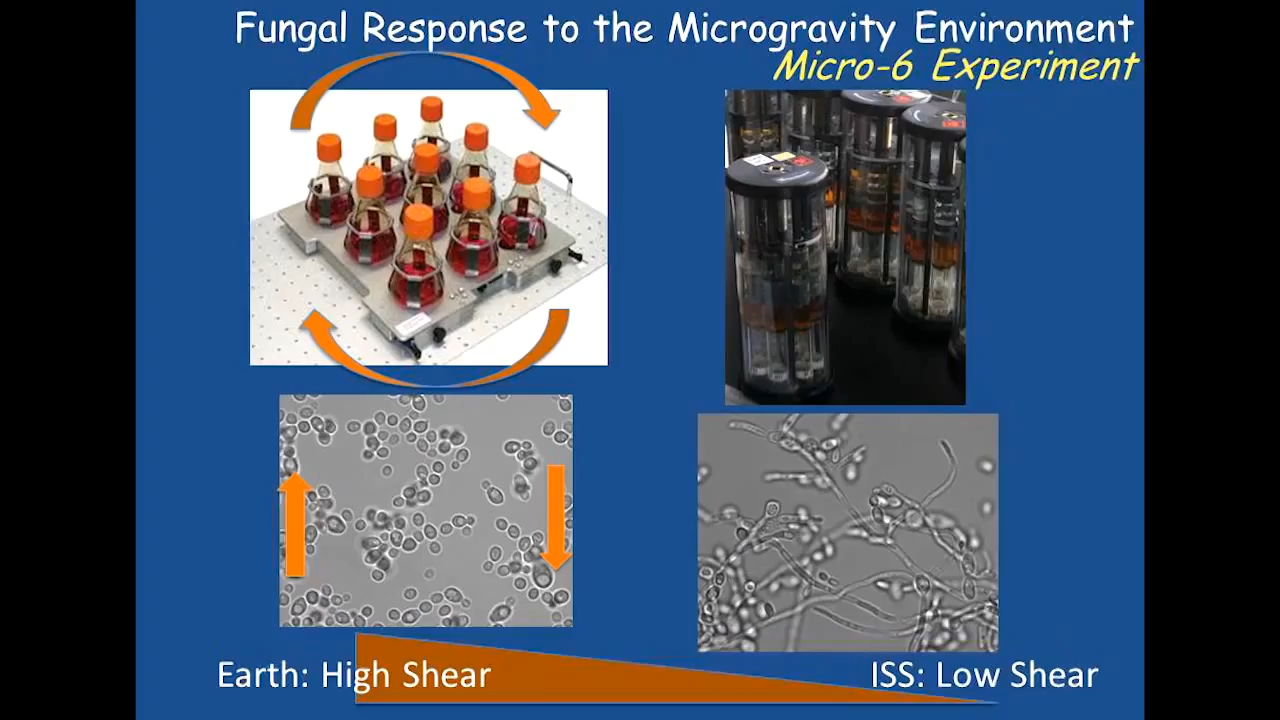 Fungal Response to the Microgravity Environment
Micro-6 Experiment
Earth: High Shear
ISS: Low Shear